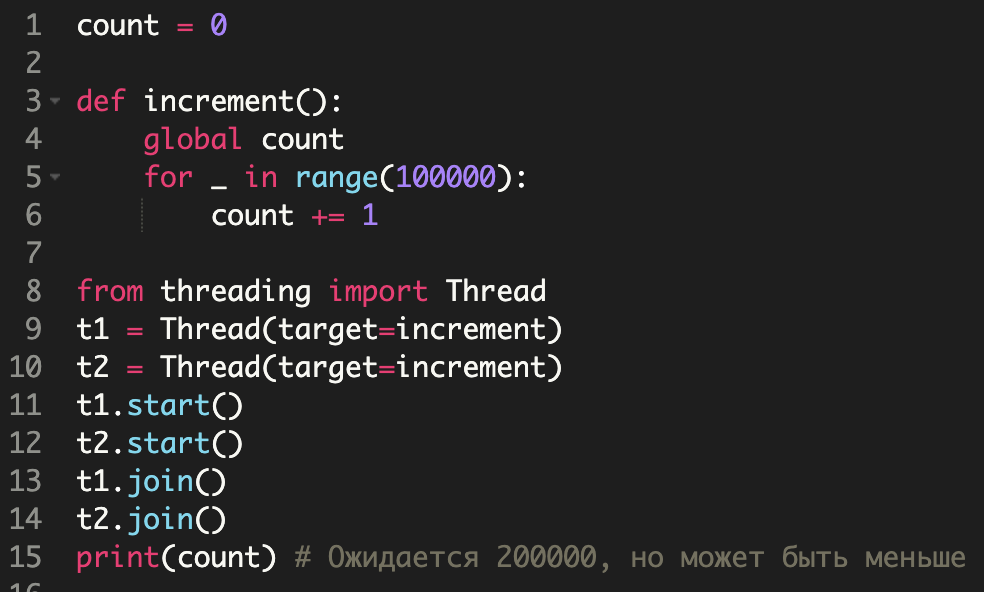 1 count = 0
2
3 def increment():
4     global count
5     for _ in range(100000):
6         count += 1
7
8 from threading import Thread
9 t1 = Thread(target=increment)
10 t2 = Thread(target=increment)
11 t1.start()
12 t2.start()
13 t1.join()
14 t2.join()
15 print(count) # Ожидается 200000, но может быть меньше